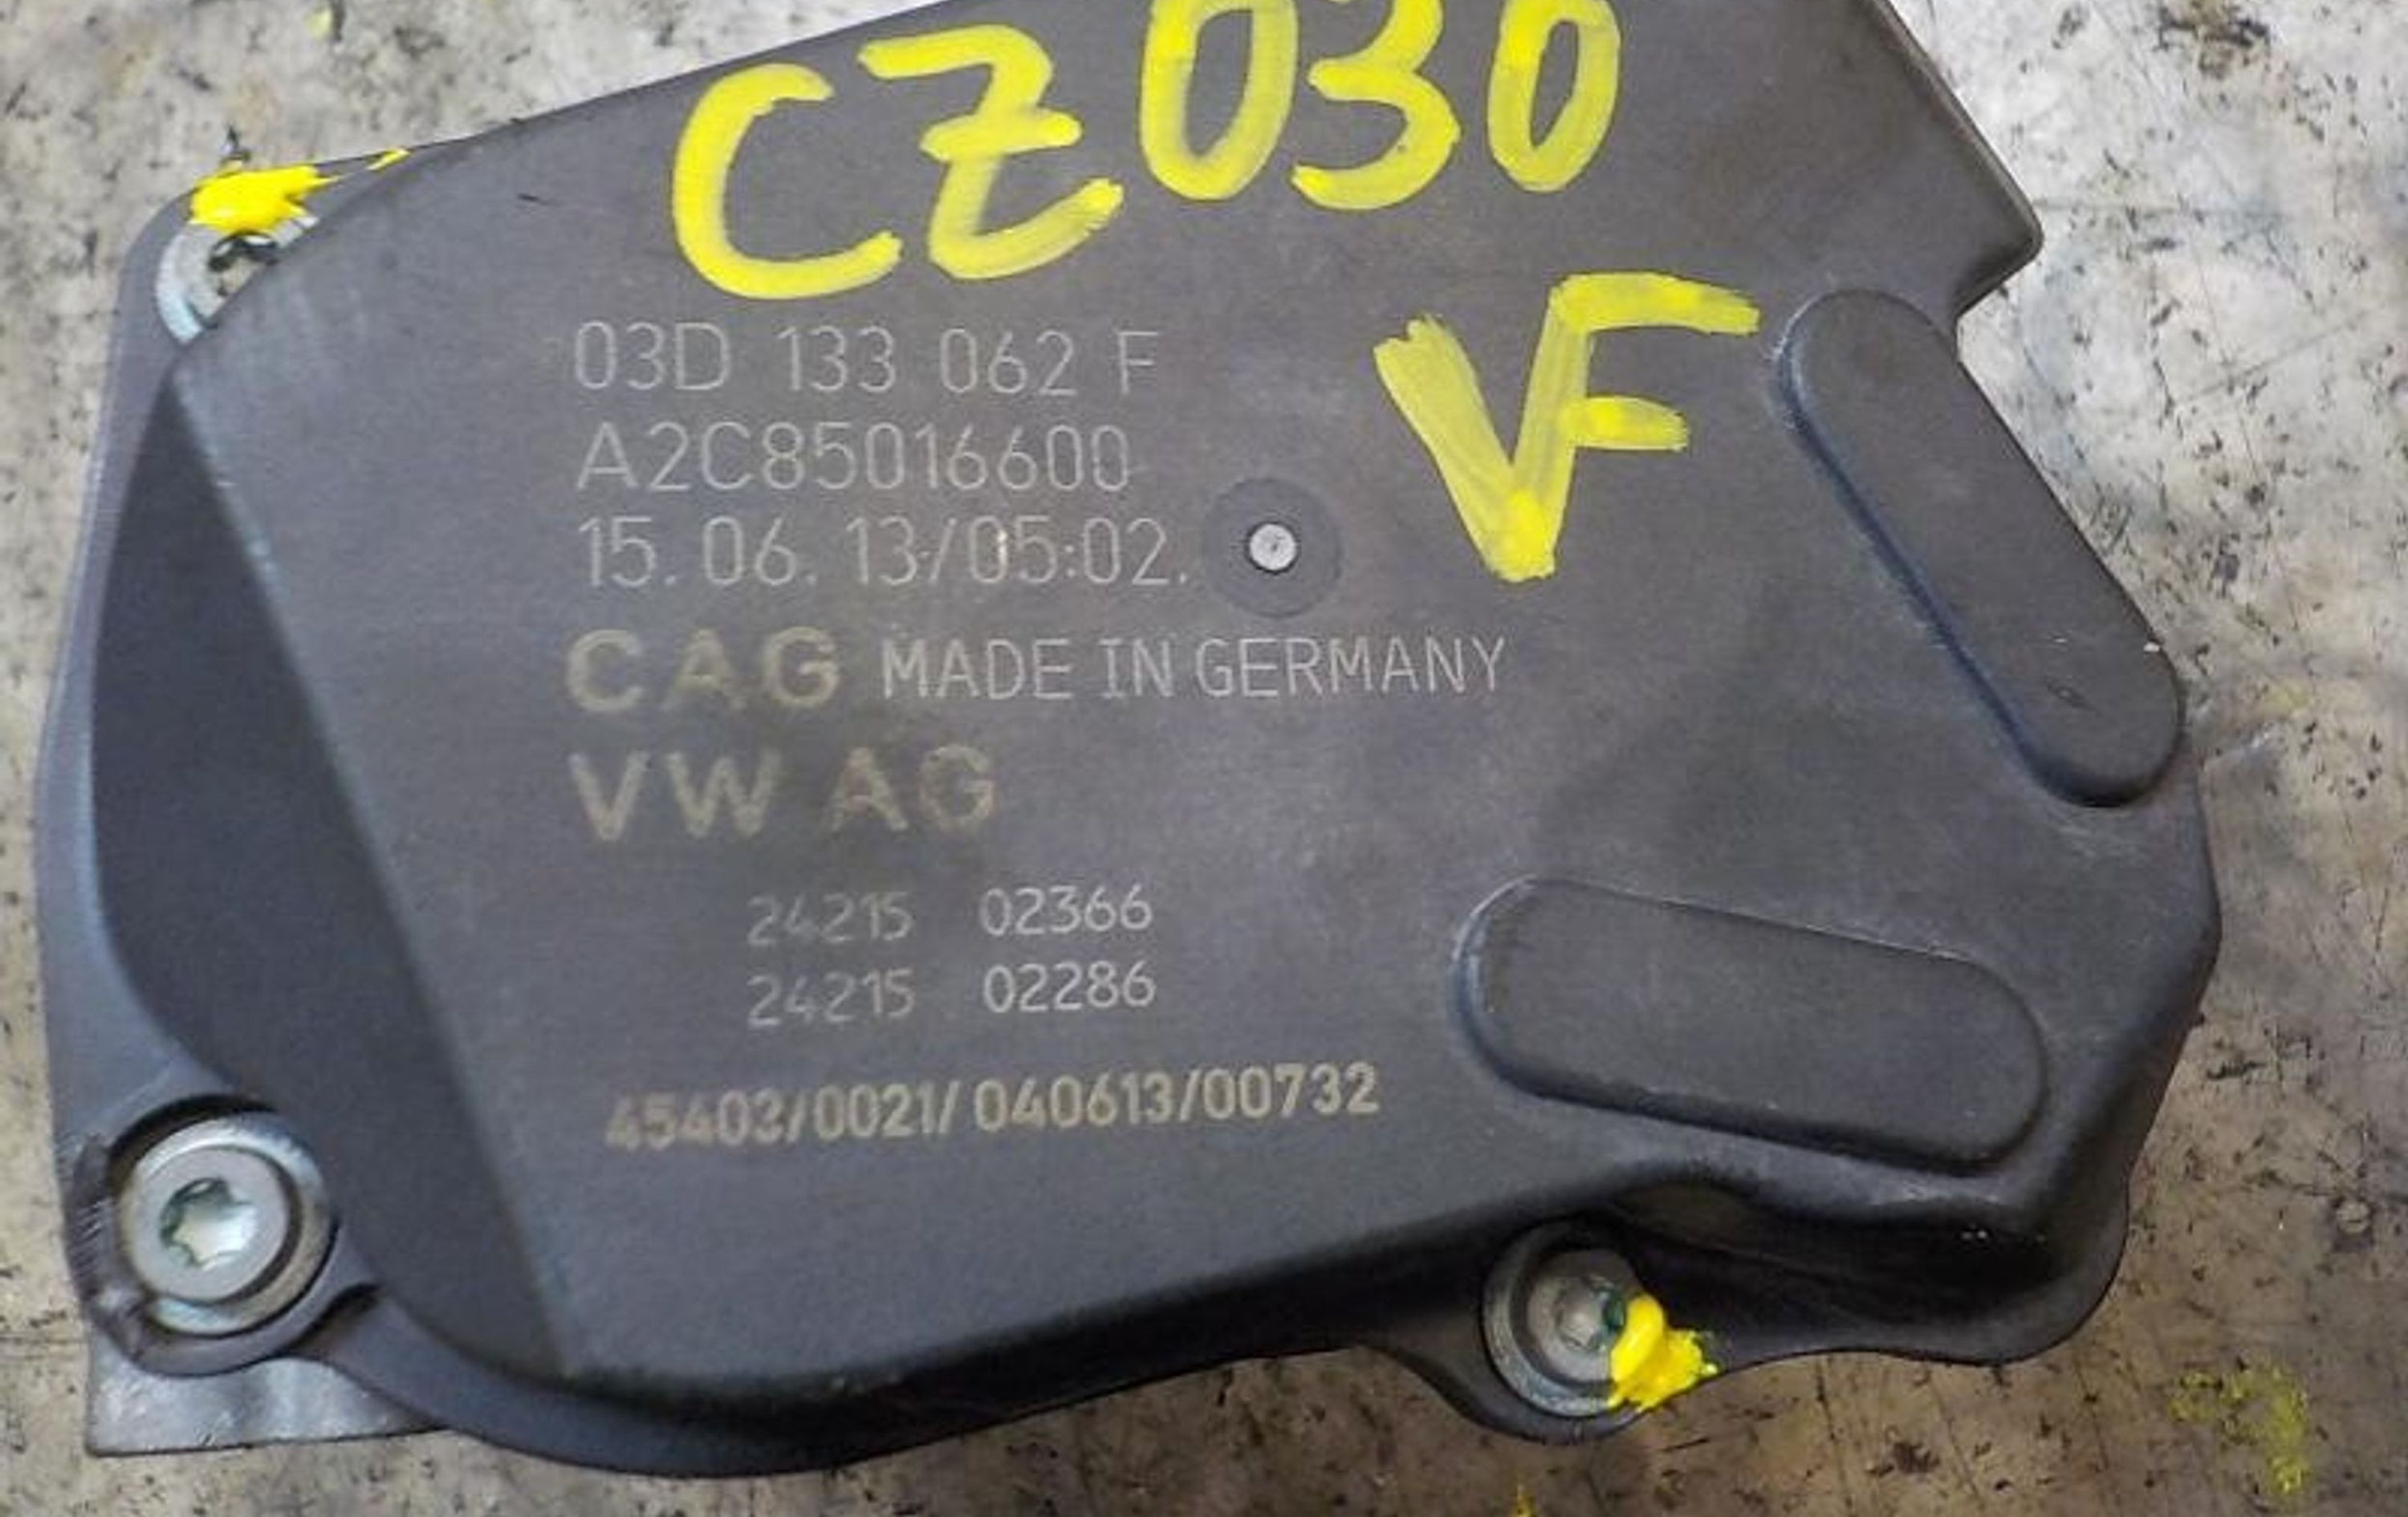 CZ030
VF
03D 133 062 F
A2C85016600
15.06.13/05:02.
CAG MADE IN GERMANY
VW AG
24215 02366
24215 02286
45403/0021/040613/00732